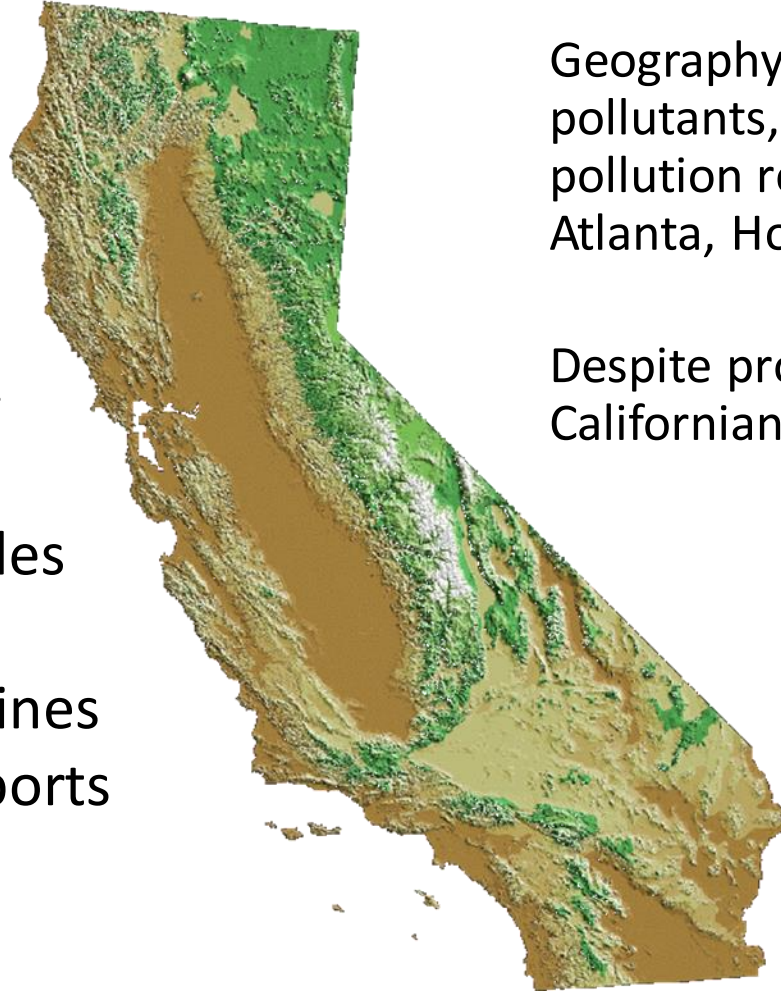 Geography
pollutants,
pollution re
Atlanta, Ho
Despite pro
Californian
les
ines
ports